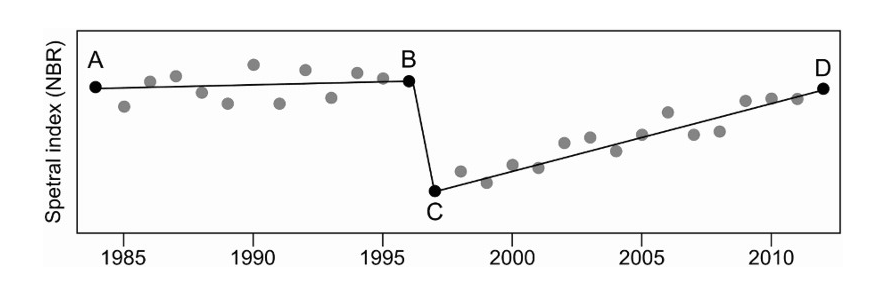 Spetral index (NBR)
A
B
C
D
1985
1990
1995
2000
2005
2010